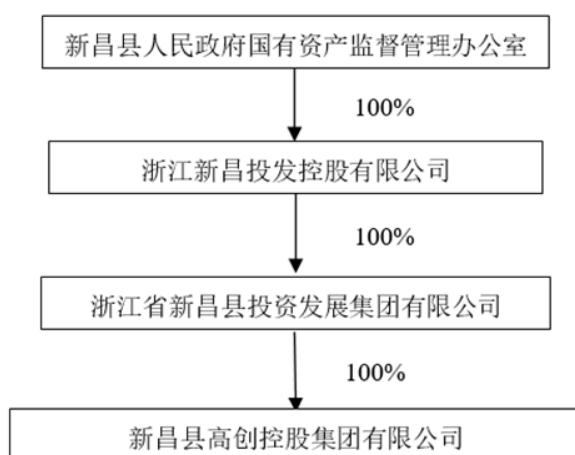 新昌县人民政府国有资产监督管理办公室
100%
浙江新昌投发控股有限公司
100%
浙江省新昌县投资发展集团有限公司
100%
新昌县高创控股集团有限公司